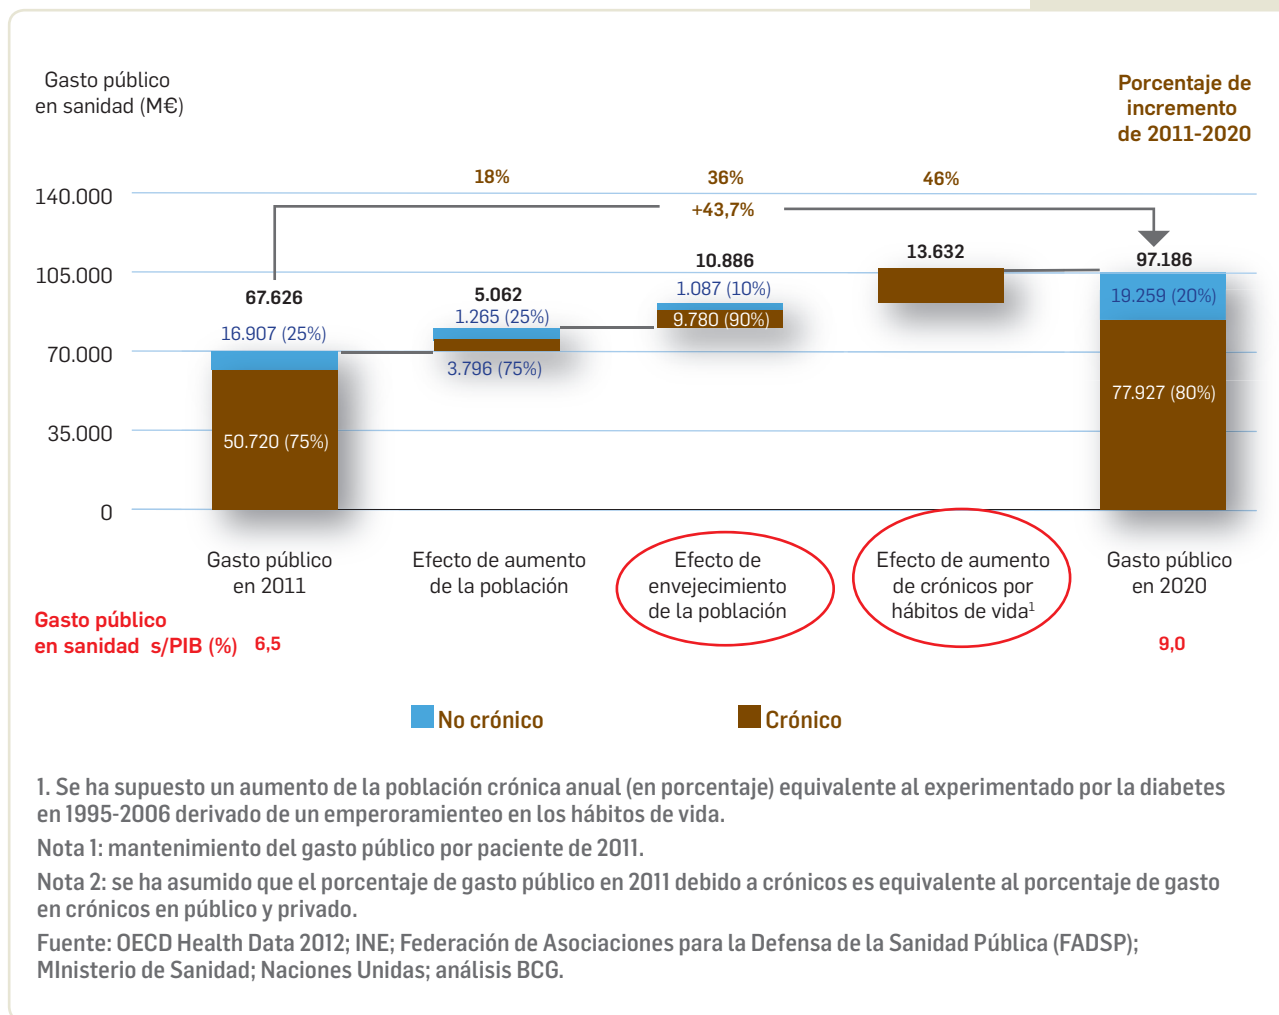 Gasto público
en sanidad (M€)
Porcentaje de
incremento
de 2011-2020
18%
36%
46%
140.000
+43,7%
105.000
70.000
35.000
0
67.626
16.907 (25%)
50.720 (75%)
5.062
1.265 (25%)
3.796 (75%)
10.886
1.087 (10%)
9.780 (90%)
13.632
97.186
19.259 (20%)
77.927 (80%)
Gasto público
en 2011
Efecto de aumento
de la población
Efecto de
envejecimiento
de la población
Efecto de aumento
de crónicos por
hábitos de vida¹
Gasto público
en 2020
Gasto público
en sanidad s/PIB (%) 6,5
9,0
No crónico
Crónico
1. Se ha supuesto un aumento de la población crónica anual (en porcentaje) equivalente al experimentado por la diabetes
en 1995-2006 derivado de un emperoramienteo en los hábitos de vida.
Nota 1: mantenimiento del gasto público por paciente de 2011.
Nota 2: se ha asumido que el porcentaje de gasto público en 2011 debido a crónicos es equivalente al porcentaje de gasto
en crónicos en público y privado.
Fuente: OECD Health Data 2012; INE; Federación de Asociaciones para la Defensa de la Sanidad Pública (FADSP);
MInisterio de Sanidad; Naciones Unidas; análisis BCG.